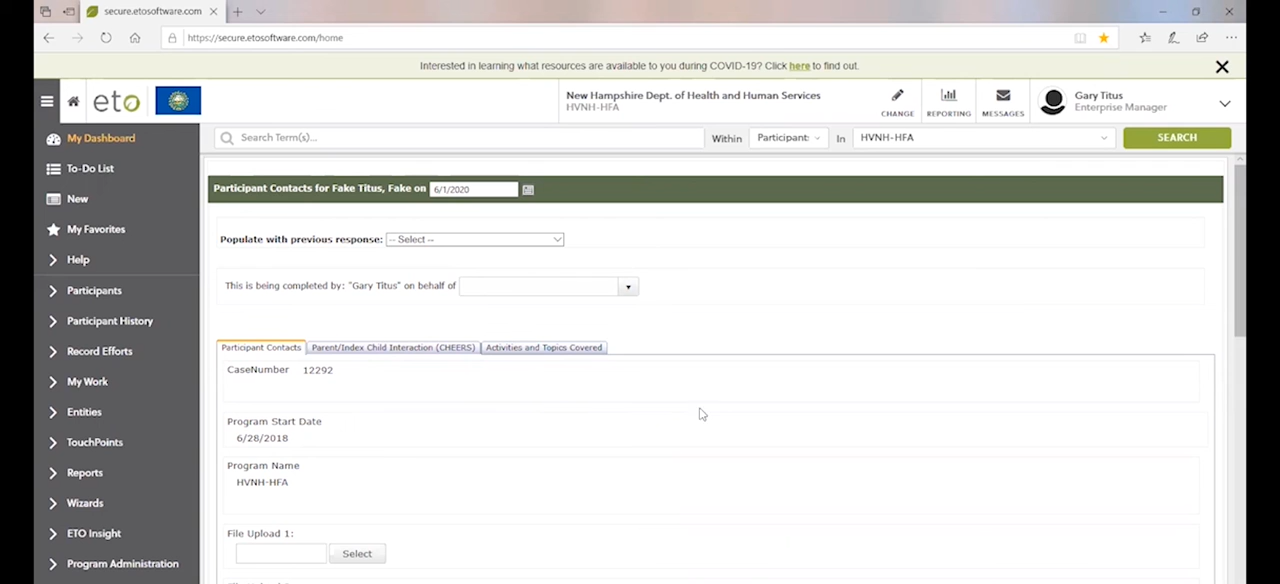 secure.etosoftware.com
https://secure.etosoftware.com/home
Interested in learning what resources are available to you during COVID-19? Click here to find out.
eto
New Hampshire Dept. of Health and Human Services
HVNH-HFA
CHANGE
REPORTING
MESSAGES
Gary Titus
Enterprise Manager
My Dashboard
Search Term(s)...
Within
Participant:
In
HVNH-HFA
SEARCH
To-Do List
New
My Favorites
Help
Participants
Participant History
Record Efforts
My Work
Entities
TouchPoints
Reports
Wizards
ETO Insight
Program Administration
Participant Contacts for Fake Titus, Fake on 6/1/2020
Populate with previous response: -- Select --
This is being completed by: "Gary Titus" on behalf of
Participant Contacts
Parent/Index Child Interaction (CHEERS)
Activities and Topics Covered
CaseNumber 12292
Program Start Date
6/28/2018
Program Name
HVNH-HFA
File Upload 1:
Select